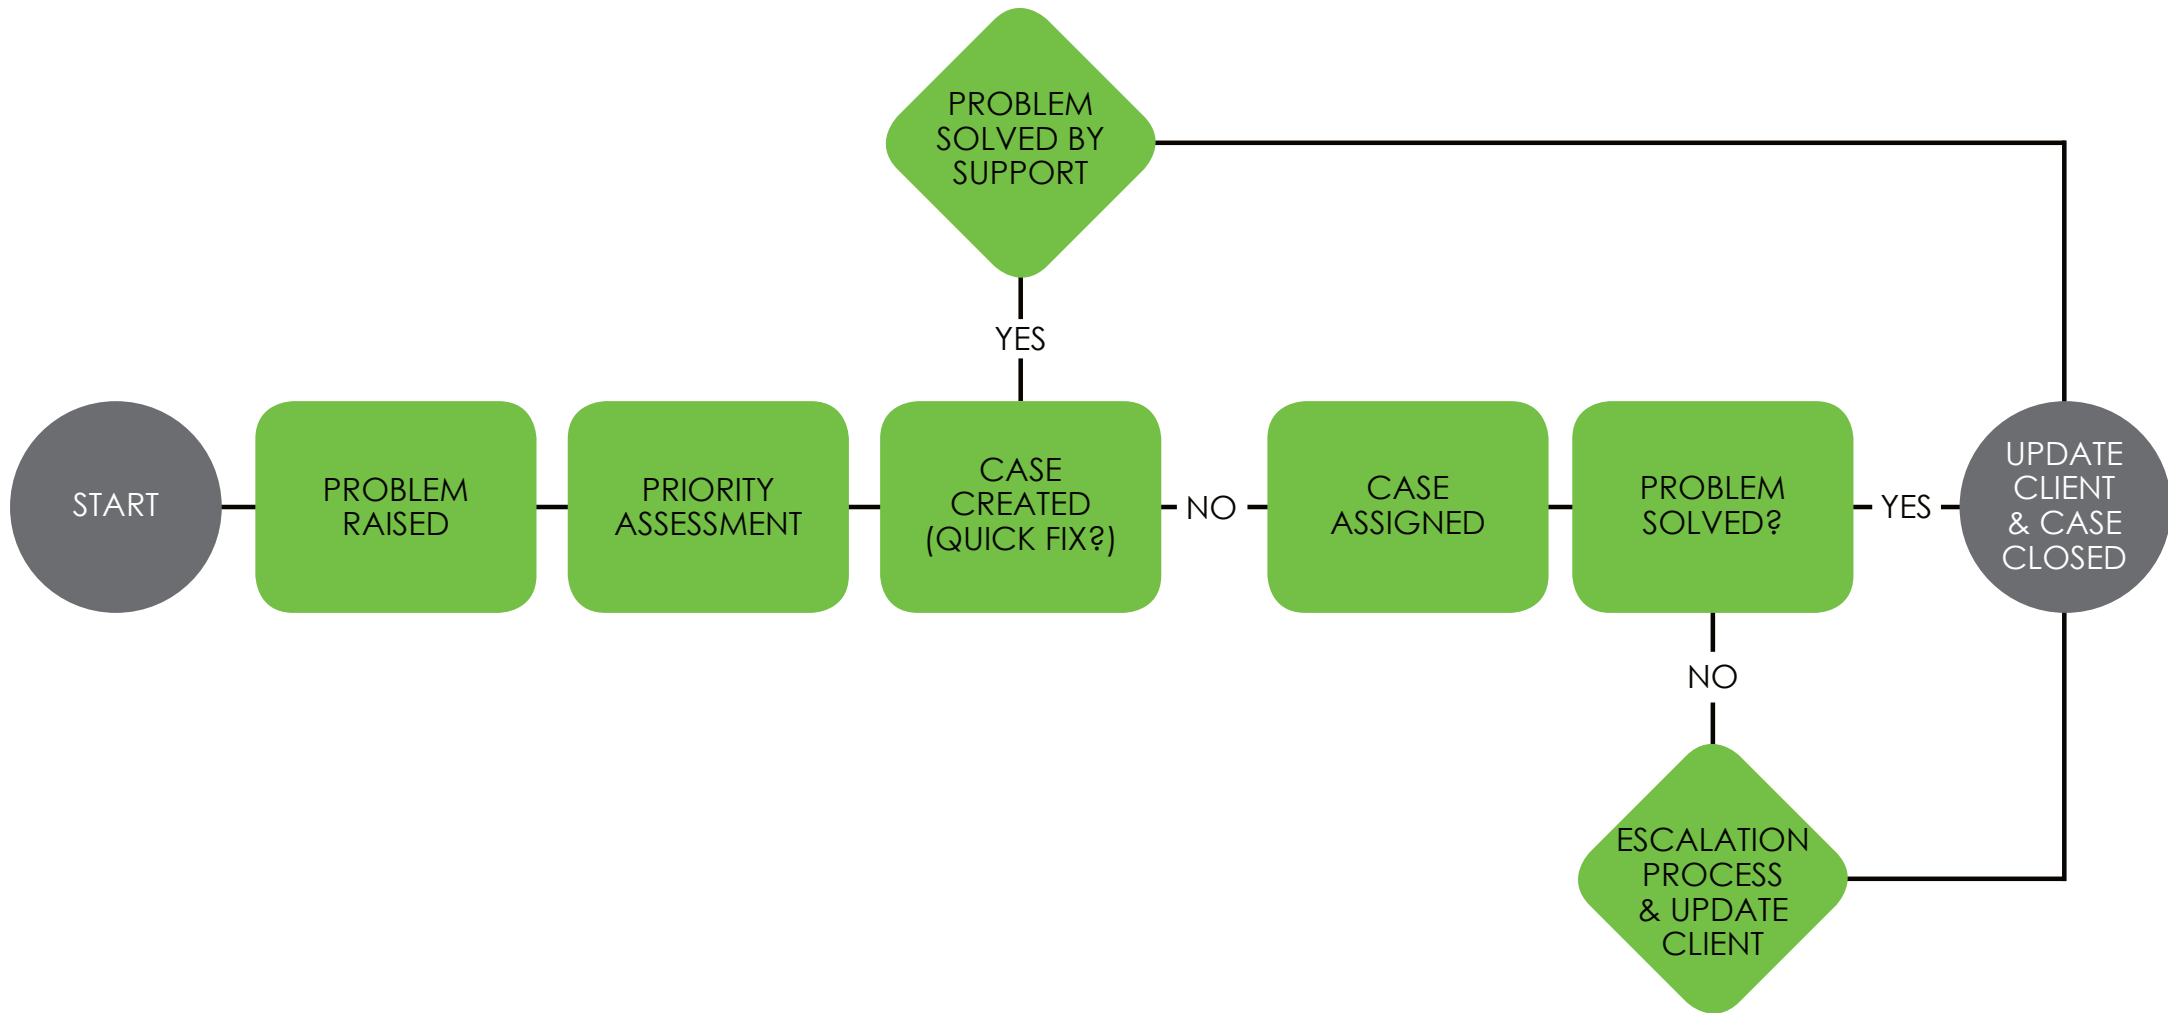 PROBLEM
SOLVED BY
SUPPORT
YES
START
PROBLEM
RAISED
PRIORITY
ASSESSMENT
CASE
CREATED
(QUICK FIX?)
NO
CASE
ASSIGNED
PROBLEM
SOLVED?
YES
UPDATE
CLIENT
& CASE
CLOSED
NO
ESCALATION
PROCESS
& UPDATE
CLIENT